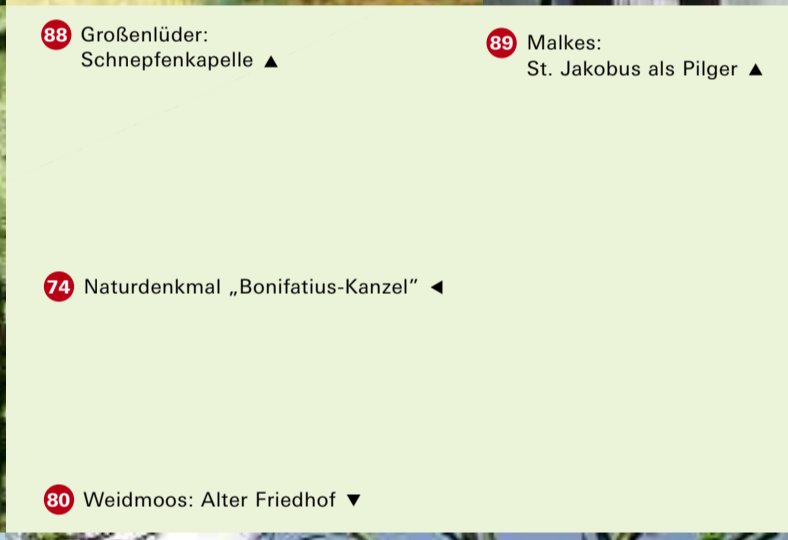 88 Großenlüder:
Schnepfenkapelle ▲
89 Malkes:
St. Jakobus als Pilger ▲
74 Naturdenkmal „Bonifatius-Kanzel" ◀
80 Weidmoos: Alter Friedhof ▼